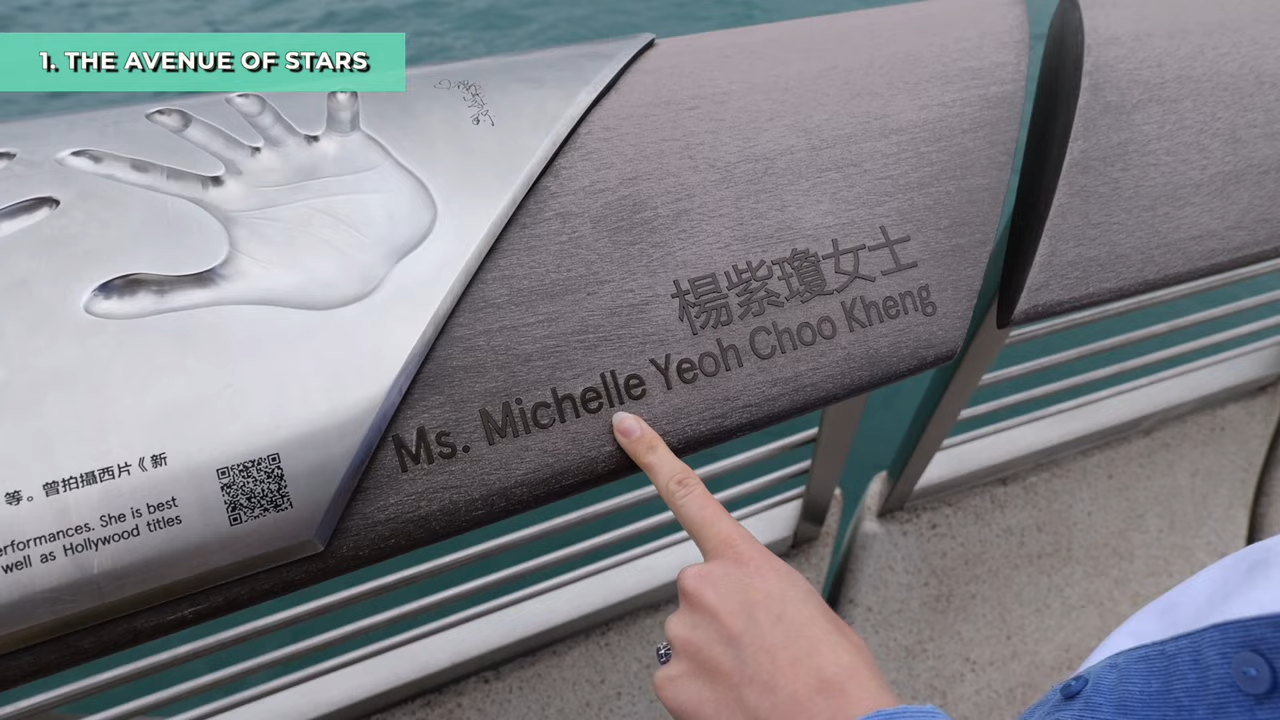 1. THE AVENUE OF STARS
楊紫瓊女士
Ms. Michelle Yeoh Choo Kheng
等。曾拍攝西片《新
performances. She is best
well as Hollywood titles